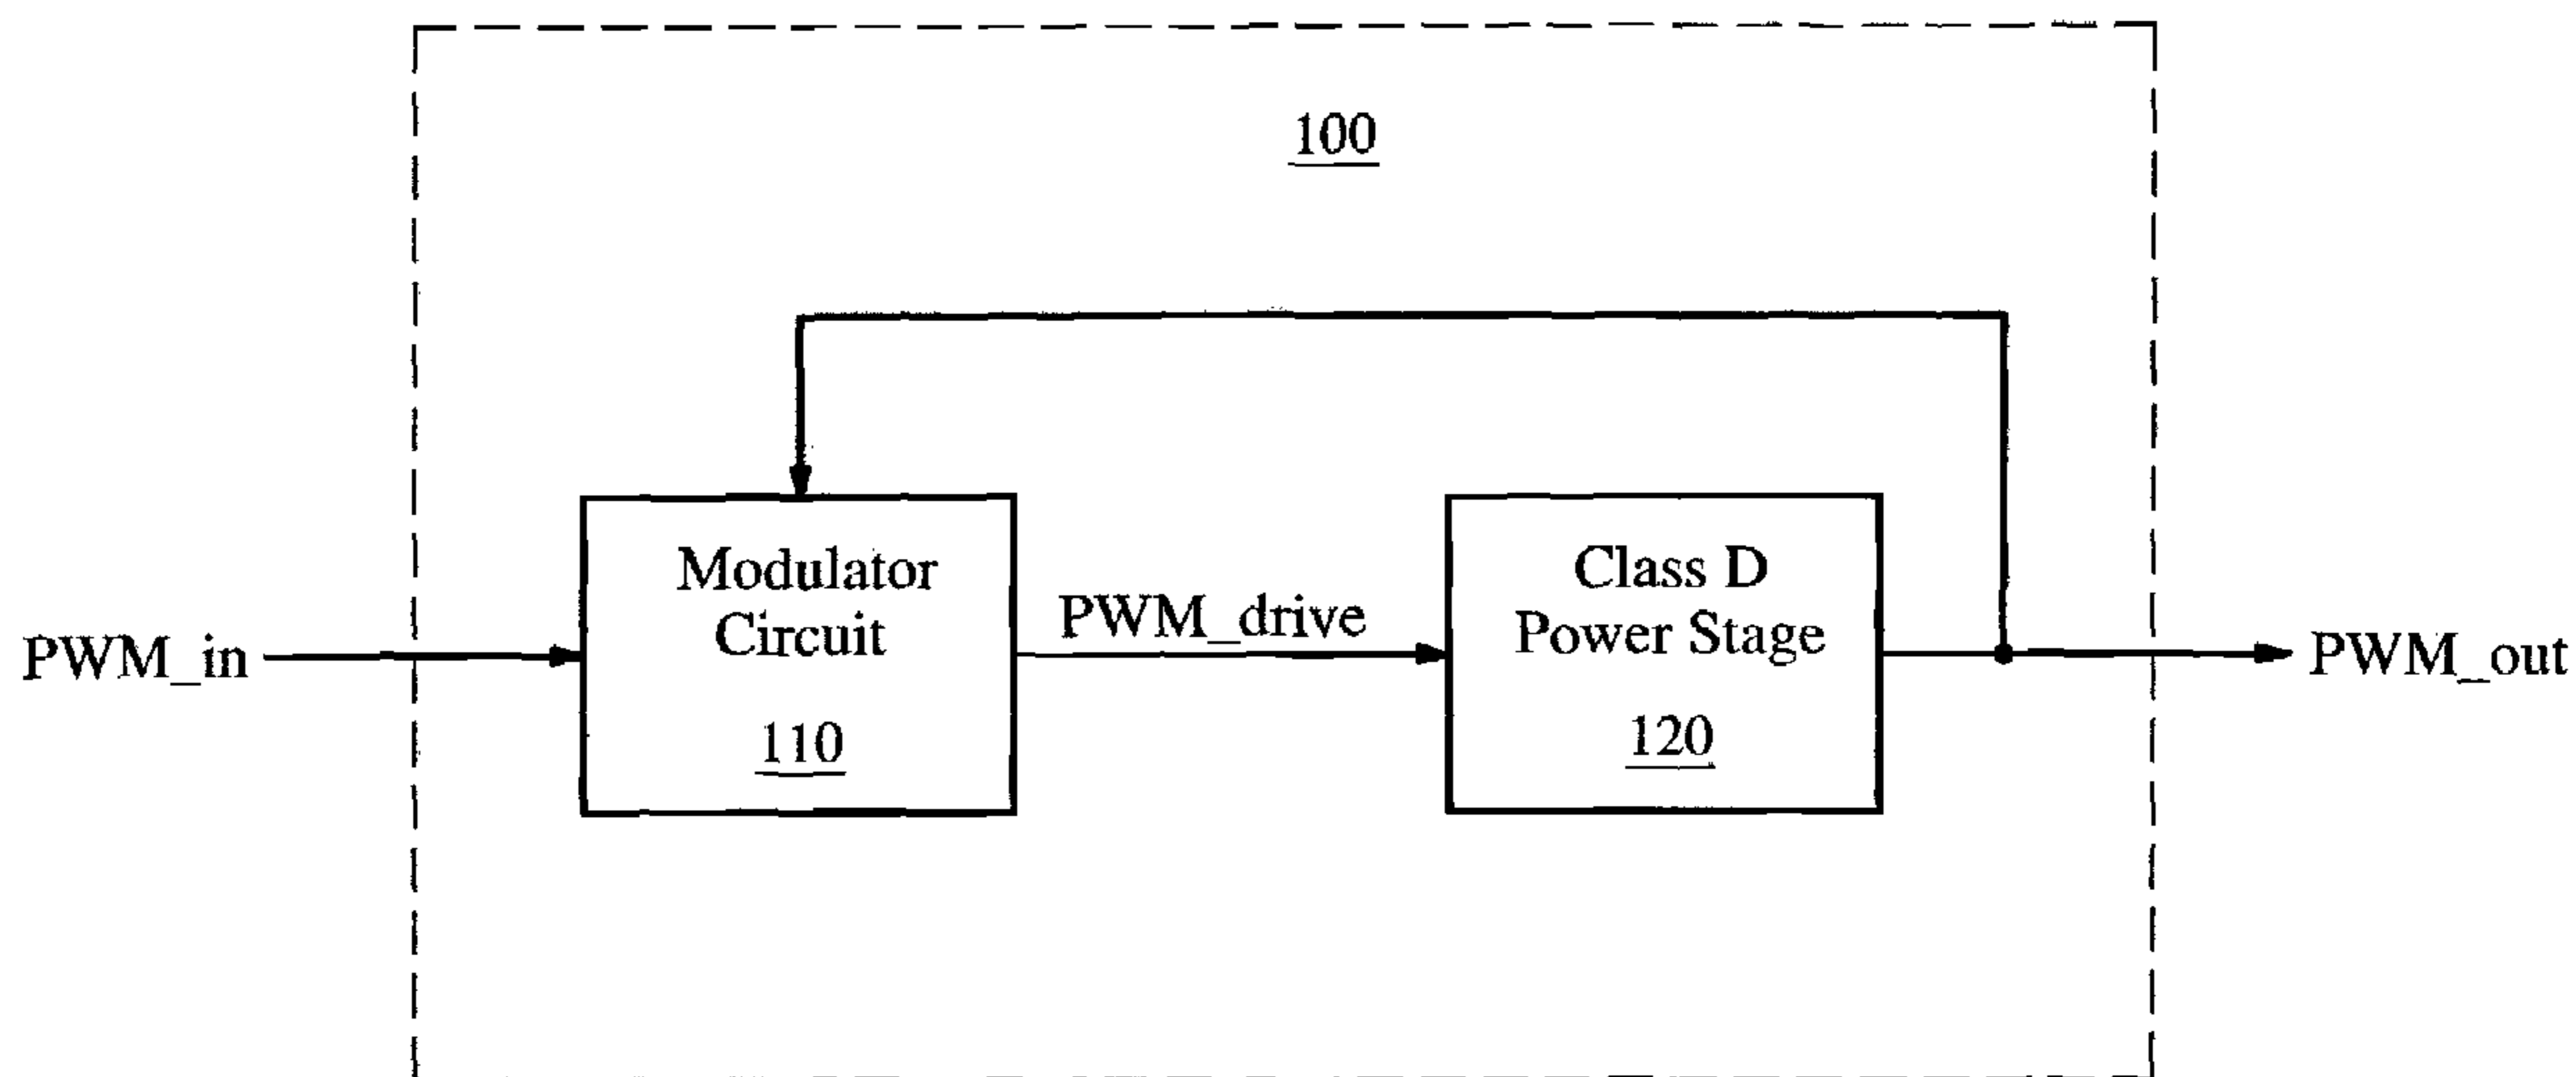 100
Modulator
Circuit
110
PWM_in
PWM_drive
Class D
Power Stage
120
PWM_out